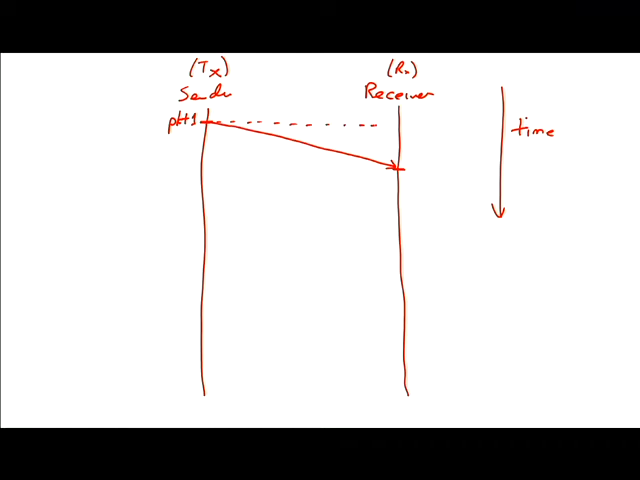 (Tx) (Rx)
Sender Receiver
pkt1
time